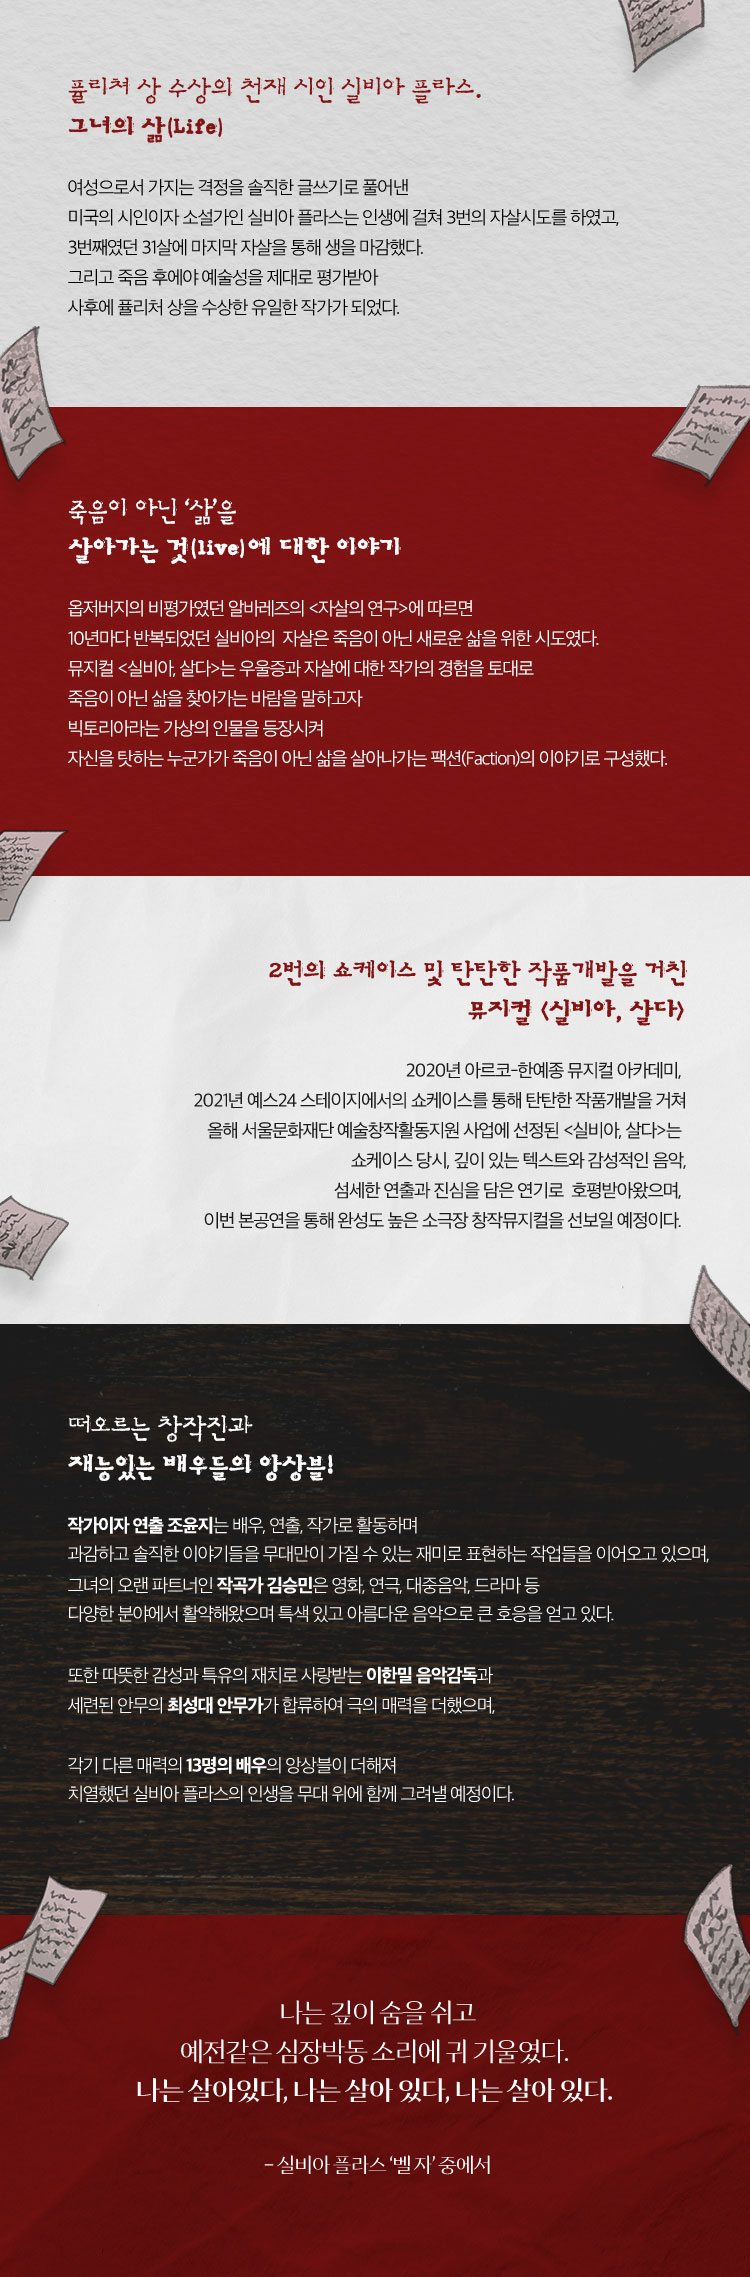 퓰리쳐 상 수상의 천재 시인 실비아 플라스.
그녀의 삶(Life)
여성으로서 가지는 격정을 솔직한 글쓰기로 풀어낸
미국의 시인이자 소설가인 실비아 플라스는 인생에 걸쳐 3번의 자살시도를 하였고,
3번째였던 31살에 마지막 자살을 통해 생을 마감했다.
그리고 죽음 후에야 예술성을 제대로 평가받아
사후에 퓰리처 상을 수상한 유일한 작가가 되었다.
죽음이 아닌 ‘삶’을
살아가는 것(live)에 대한 이야기
옵저버지의 비평가였던 알바레즈의 <자살의 연구>에 따르면
10년마다 반복되었던 실비아의 자살은 죽음이 아닌 새로운 삶을 위한 시도였다.
뮤지컬 <실비아, 살다>는 우울증과 자살에 대한 작가의 경험을 토대로
죽음이 아닌 삶을 찾아가는 바람을 말하고자
빅토리아라는 가상의 인물을 등장시켜
자신을 탓하는 누군가가 죽음이 아닌 삶을 살아나가는 팩션(Faction)의 이야기로 구성했다.
2번의 쇼케이스 및 탄탄한 작품개발을 거친
뮤지컬 <실비아, 살다>
2020년 아르코-한예종 뮤지컬 아카데미,
2021년 예스24 스테이지에서의 쇼케이스를 통해 탄탄한 작품개발을 거쳐
올해 서울문화재단 예술창작활동지원 사업에 선정된 <실비아, 살다>는
쇼케이스 당시, 깊이 있는 텍스트와 감성적인 음악,
섬세한 연출과 진심을 담은 연기로 호평받아왔으며,
이번 본공연을 통해 완성도 높은 소극장 창작뮤지컬을 선보일 예정이다.
떠오르는 창작진과
재능있는 배우들의 앙상블!
작가이자 연출 조윤지는 배우, 연출, 작가로 활동하며
과감하고 솔직한 이야기들을 무대만이 가질 수 있는 재미로 표현하는 작업들을 이어오고 있으며,
그녀의 오랜 파트너인 작곡가 김승민은 영화, 연극, 대중음악, 드라마 등
다양한 분야에서 활약해왔으며 특색 있고 아름다운 음악으로 큰 호응을 얻고 있다.
또한 따뜻한 감성과 특유의 재치로 사랑받는 이한밀 음악감독과
세련된 안무의 최성대 안무가가 합류하여 극의 매력을 더했으며,
각기 다른 매력의 13명의 배우의 앙상블이 더해져
치열했던 실비아 플라스의 인생을 무대 위에 함께 그려낼 예정이다.
나는 깊이 숨을 쉬고
예전같은 심장박동 소리에 귀 기울였다.
나는 살아있다, 나는 살아 있다, 나는 살아 있다.
– 실비아 플라스 ‘벨 자’ 중에서